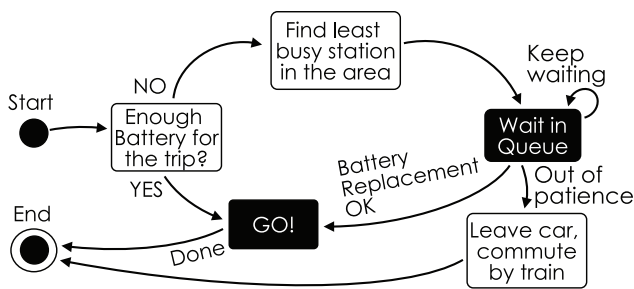 Start
Enough
Battery for
the trip?
NO
YES
Find least
busy station
in the area
Keep
waiting
Wait in
Queue
Battery
Replacement
OK
Out of
patience
Leave car,
commute
by train
GO!
Done
End